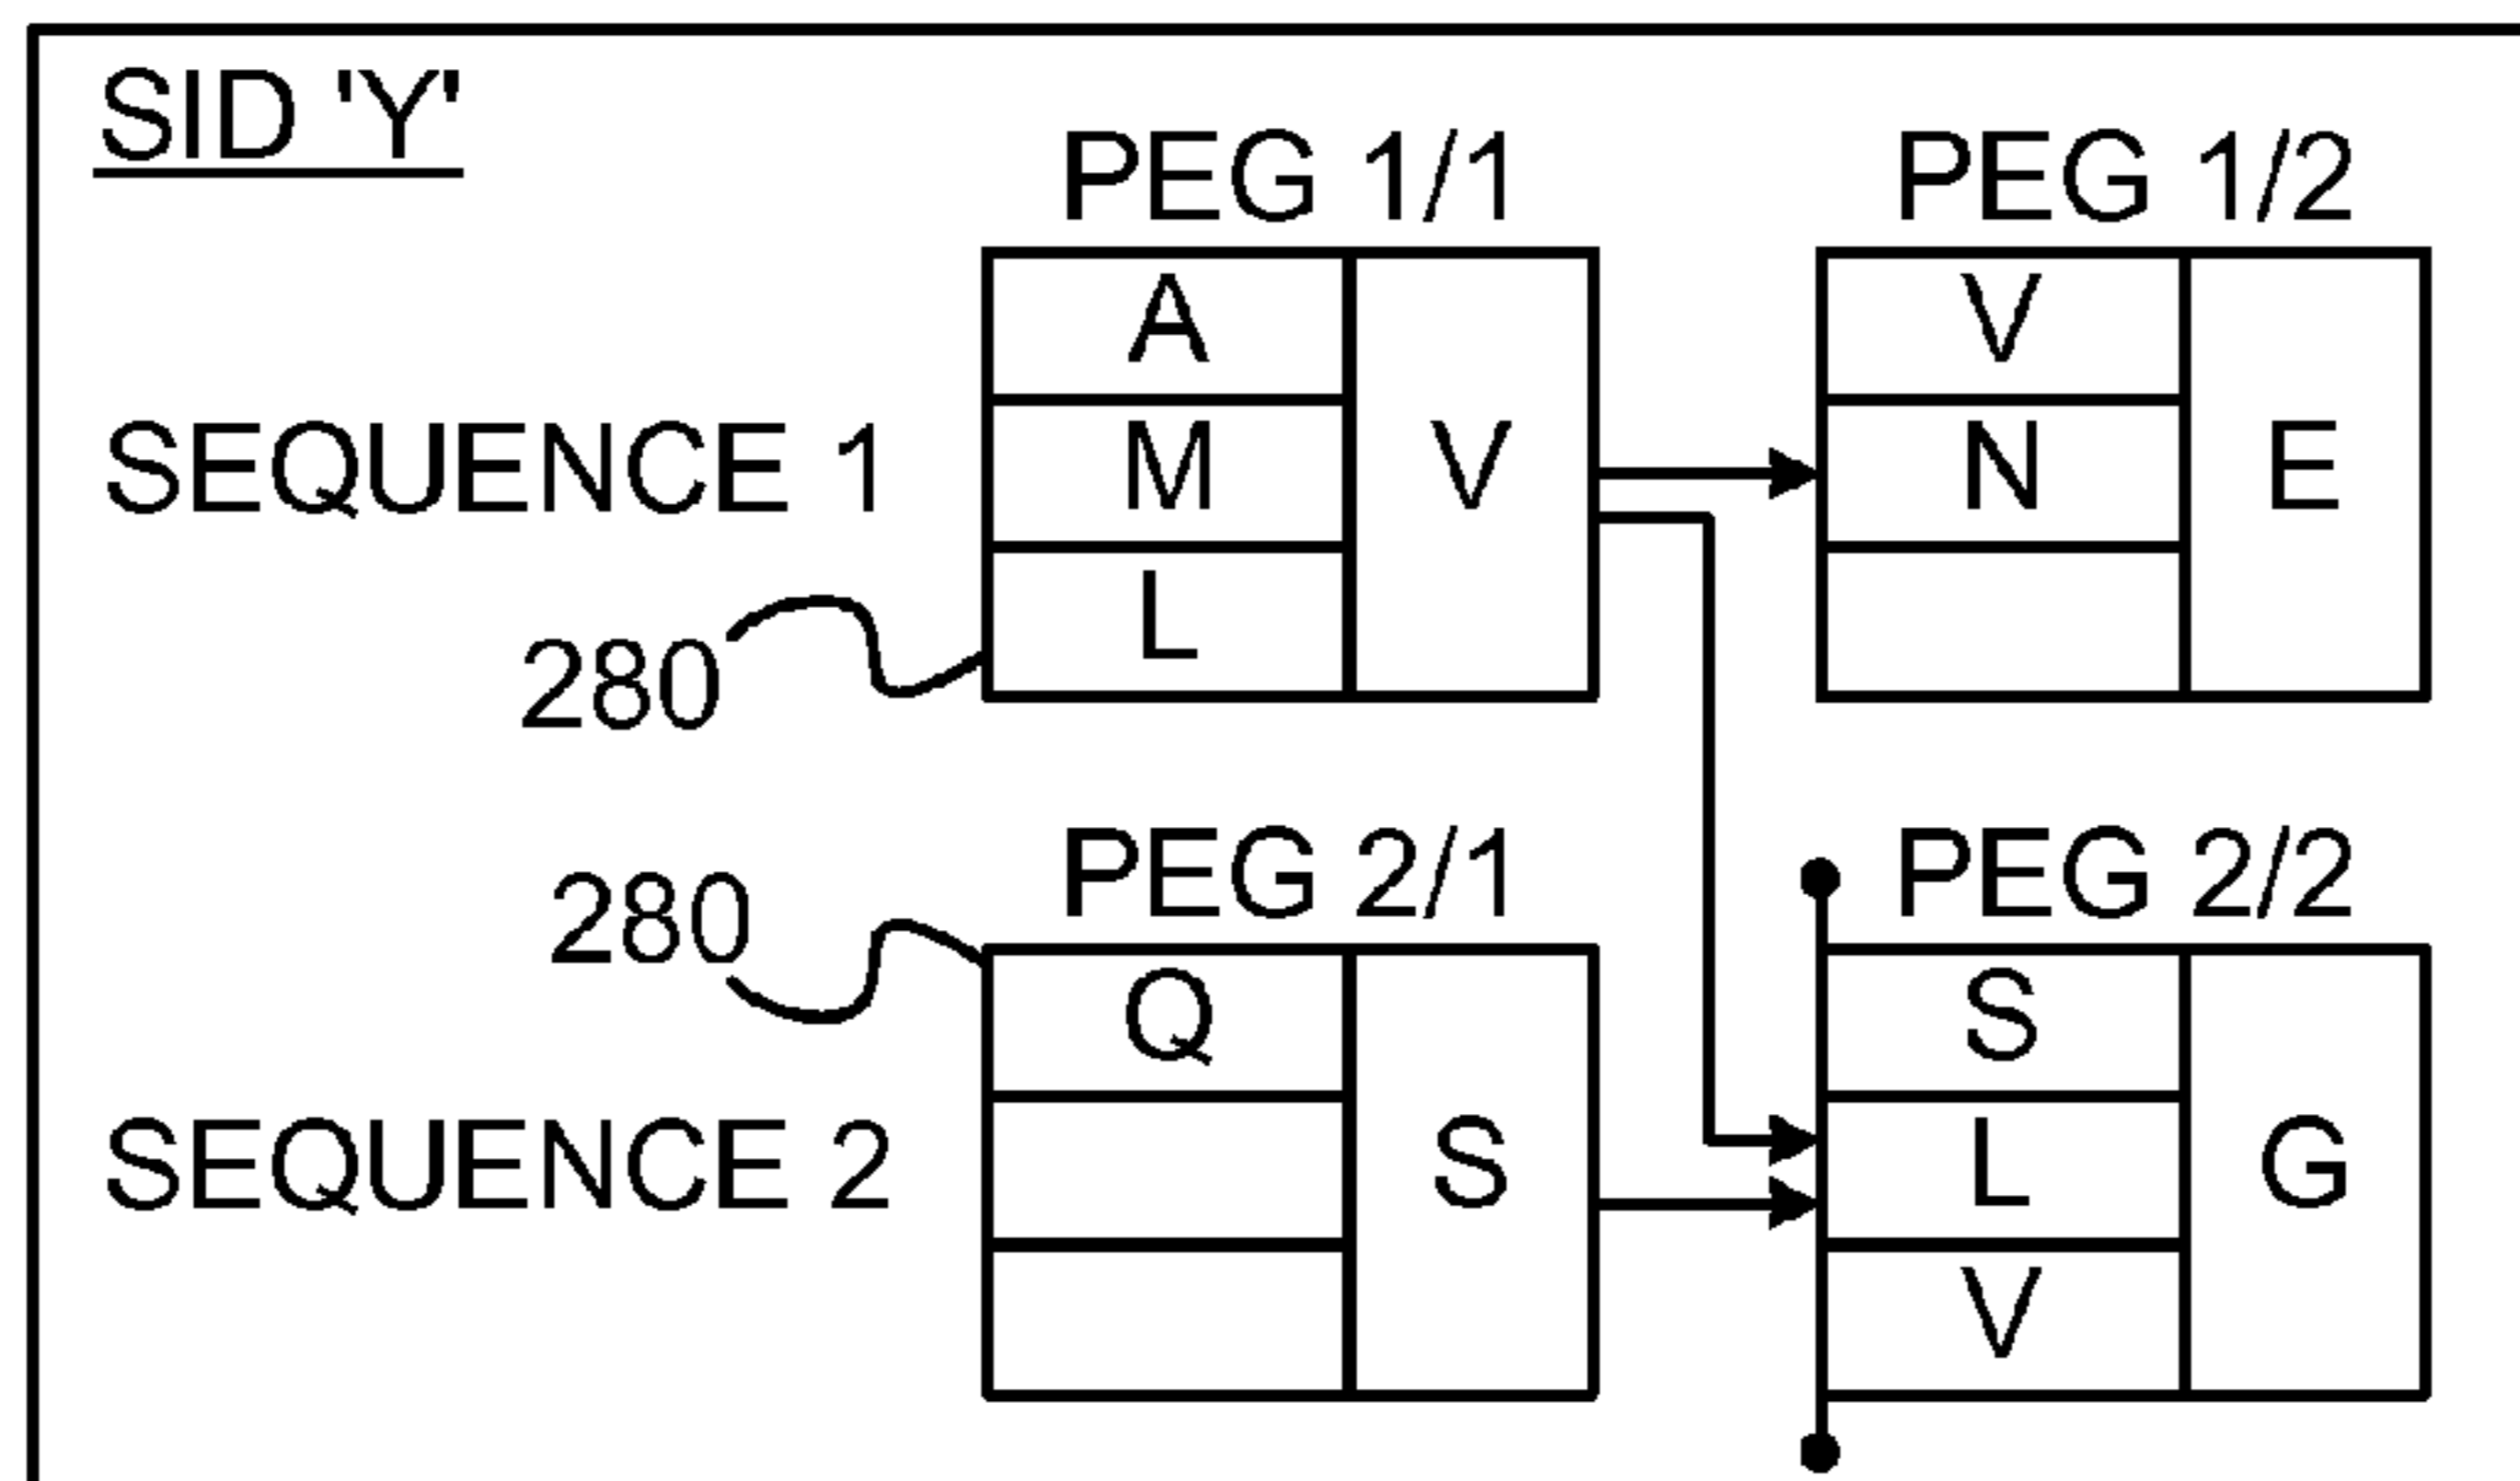 SID 'Y'
PEG 1/1 PEG 1/2
A V
SEQUENCE 1 M V N E
L
280
PEG 2/1 PEG 2/2
280
Q S
SEQUENCE 2 S L G
V